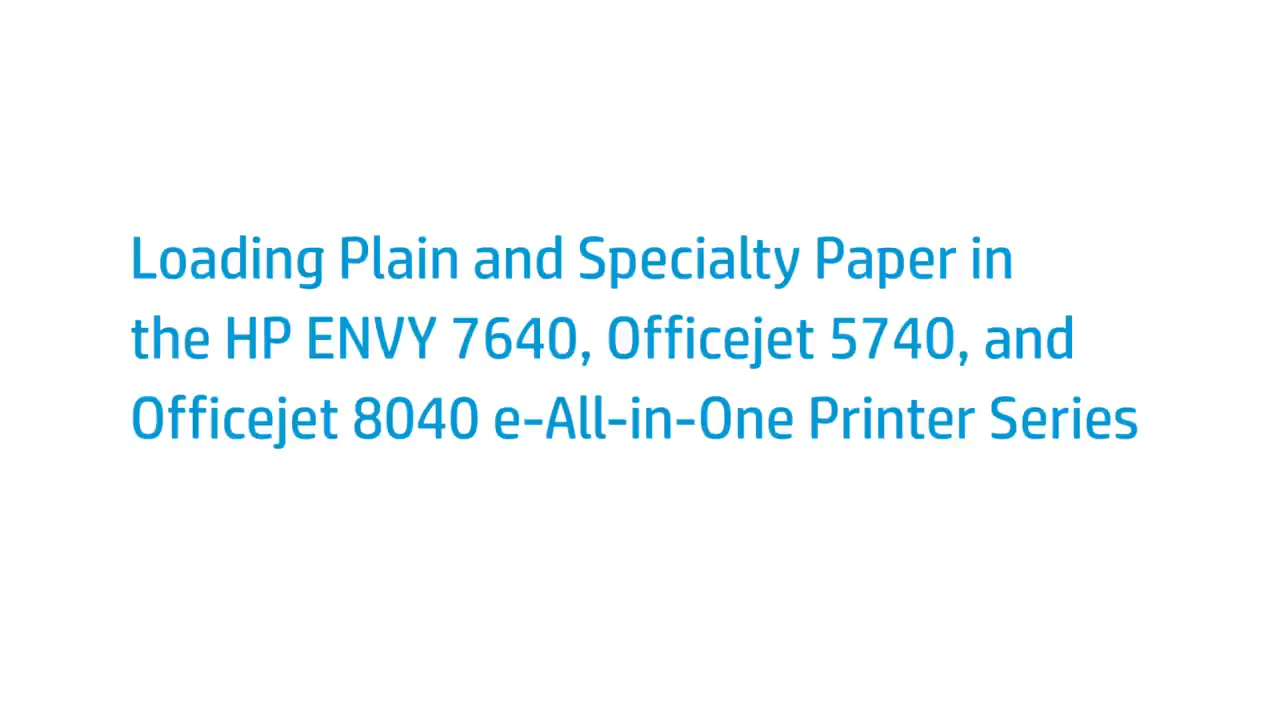 Loading Plain and Specialty Paper in
the HP ENVY 7640, Officejet 5740, and
Officejet 8040 e-All-in-One Printer Series